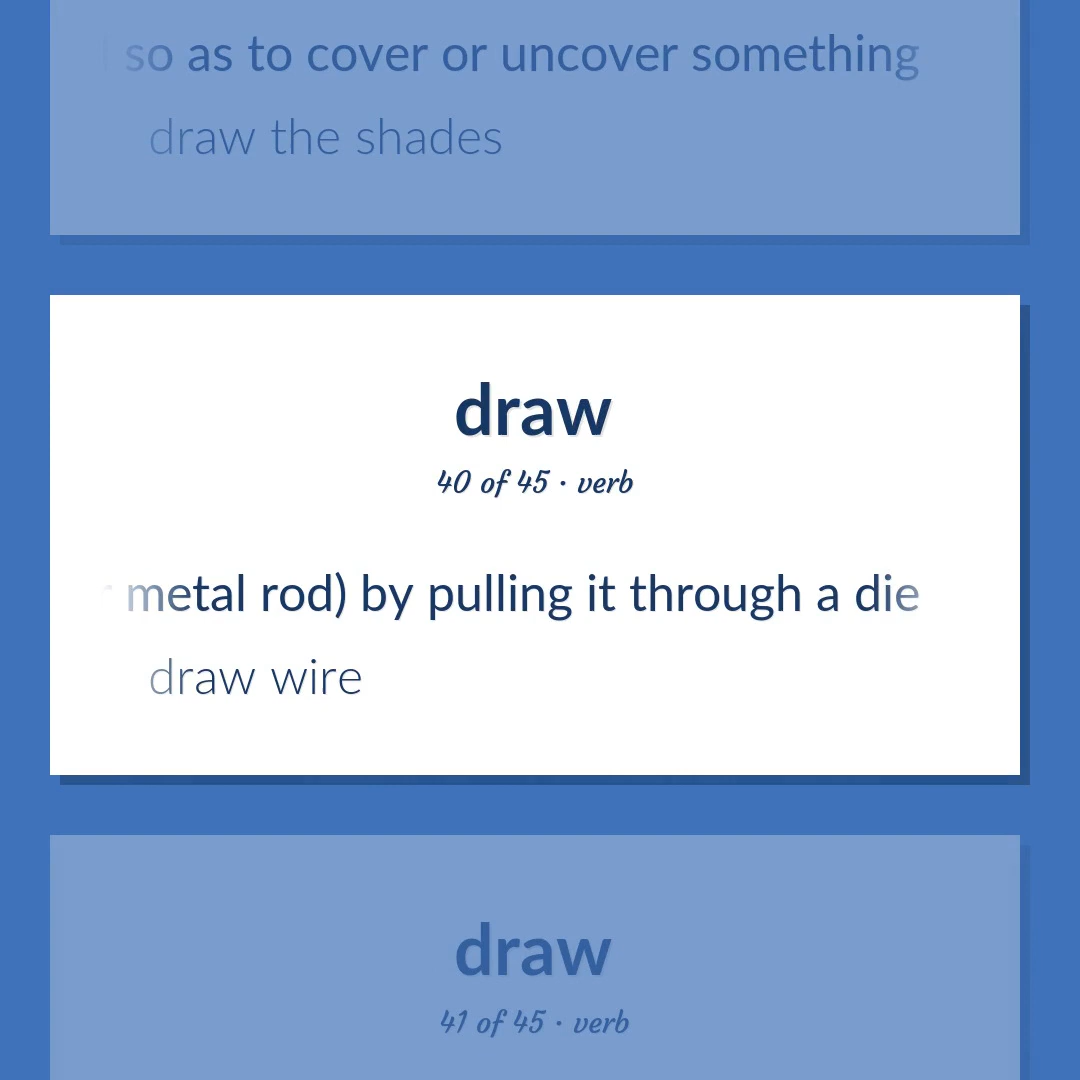 so as to cover or uncover something
draw the shades
draw
40 of 45 · verb
metal rod) by pulling it through a die
draw wire
draw
41 of 45 · verb